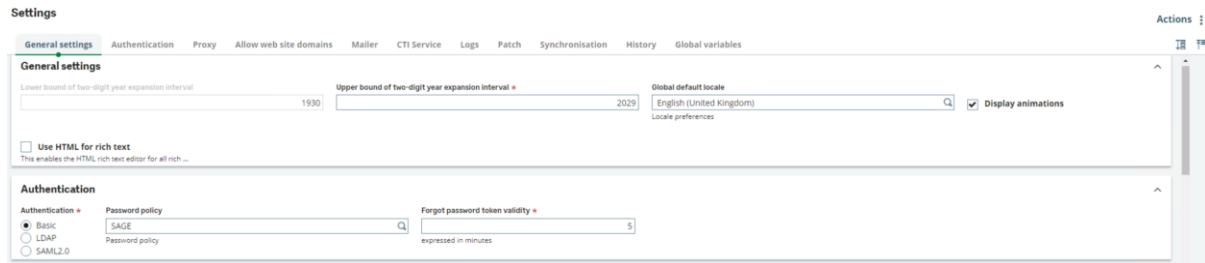 Settings
Actions
General settings Authentication Proxy Allow web site domains Mailer CTI Service Logs Patch Synchronisation History Global variables
General settings
Lower bound of two-digit year expansion interval Upper bound of two-digit year expansion interval * Global default locale
1930 2029 English (United Kingdom) Display animations
Locale preferences
Use HTML for rich text
This enables the HTML rich text editor for all rich ...
Authentication
Authentication * Password policy Forgot password token validity *
Basic SAGE 5
LDAP Password policy expressed in minutes
SAML2.0